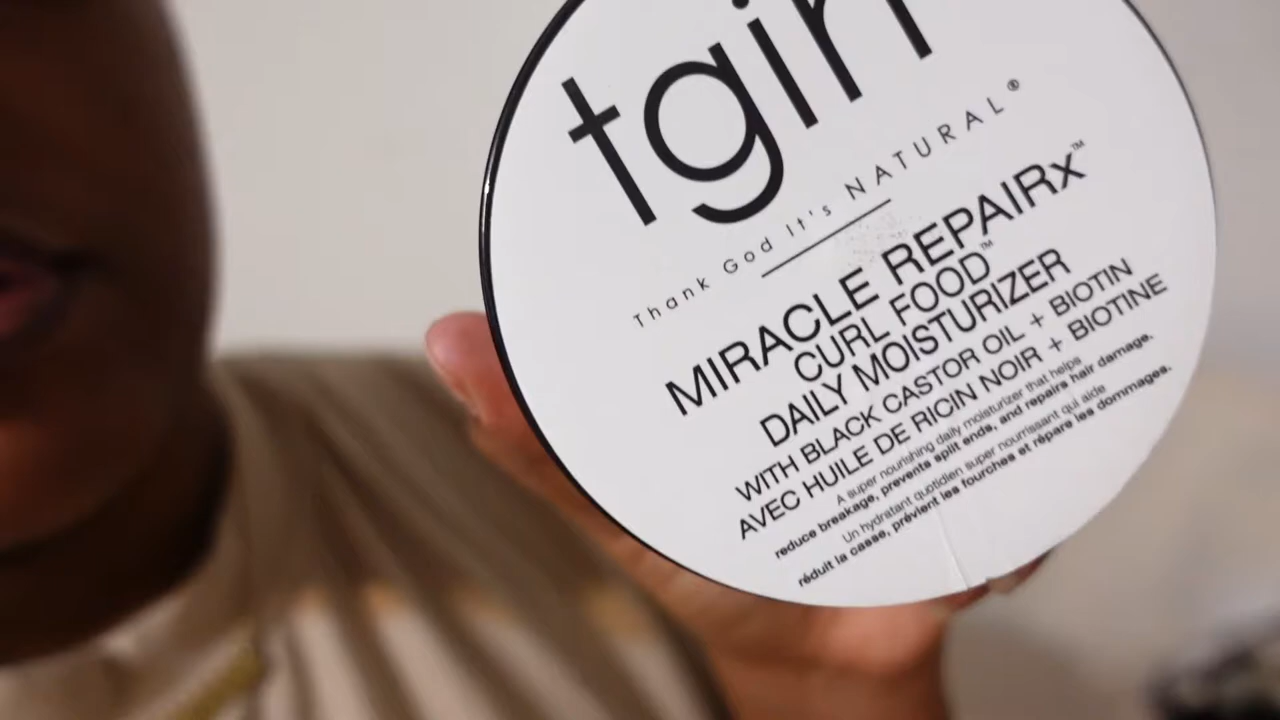 tgin
Thank God It's NATURAL®
MIRACLE REPAIRx™
CURL FOOD™
DAILY MOISTURIZER
WITH BLACK CASTOR OIL + BIOTIN
AVEC HUILE DE RICIN NOIR + BIOTINE
A super nourishing daily moisturizer that helps
reduce breakage, prevents split ends, and repairs hair damage.
Un hydratant quotidien super nourrissant qui aide
réduit la casse, prévient les fourches et répare les dommages.